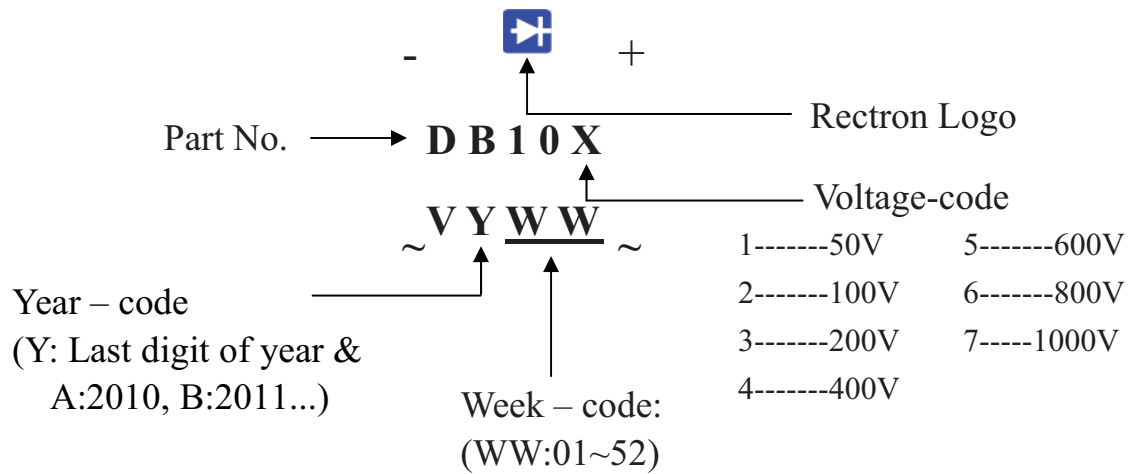 - +
Rectron Logo
Part No. D B 1 0 X
Voltage-code
~ V Y W W ~
1-------50V 5-------600V
2-------100V 6-------800V
3-------200V 7-----1000V
4-------400V
Year – code
(Y: Last digit of year &
A:2010, B:2011...)
Week – code:
(WW:01~52)